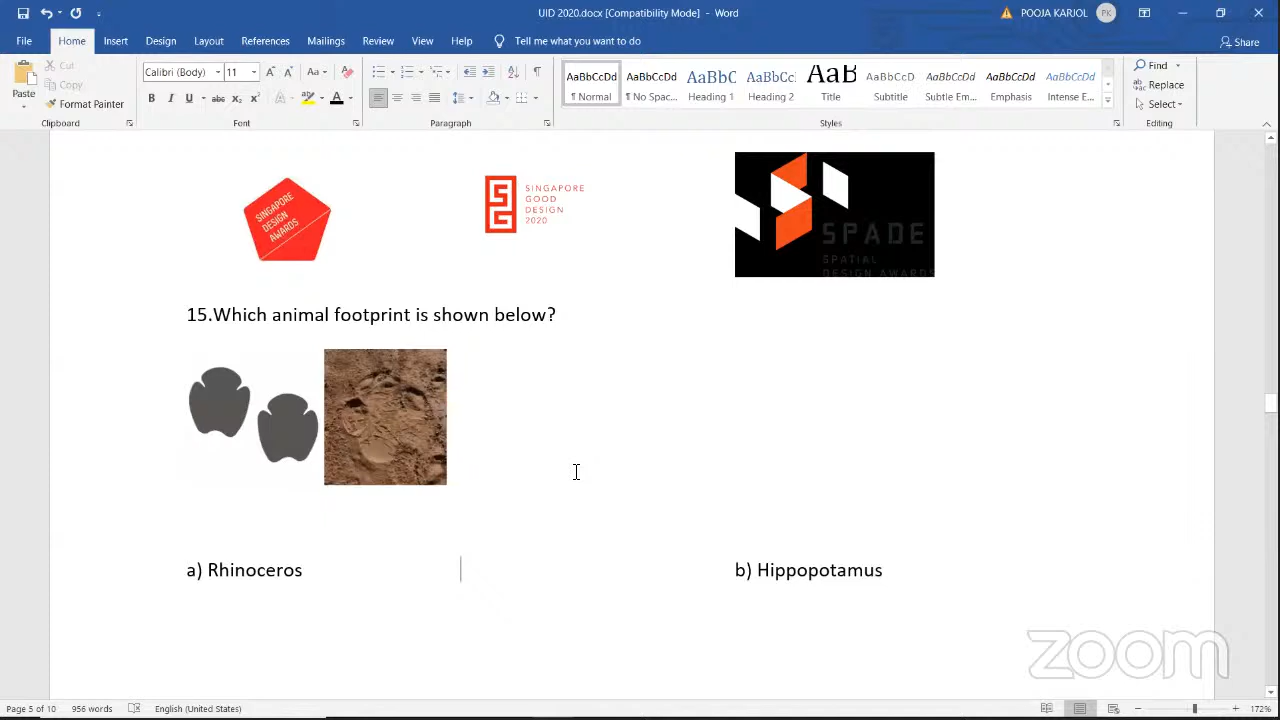 UID 2020.docx [Compatibility Mode] - Word
POOJA KARJOL PK
File Home Insert Design Layout References Mailings Review View Help Tell me what you want to do Share
Cut
Copy
Format Painter
Paste
Calibri (Body) 11
AaBbCcDd AaBbCcDd AaBbC AaBbCc AaB AaBbCcD AaBbCcDd AaBbCcDd AaBbCcDd
¶ Normal ¶ No Spac... Heading 1 Heading 2 Title Subtitle Subtle Em... Emphasis Intense E...
Find
Replace
Select
Clipboard Font Paragraph Styles Editing
SINGAPORE
DESIGN
AWARDS
SINGAPORE
GOOD
DESIGN
2020
SPADE
SPATIAL
DESIGN AWARDS
15.Which animal footprint is shown below?
a) Rhinoceros b) Hippopotamus
zoom
Page 5 of 10 956 words English (United States) 172%